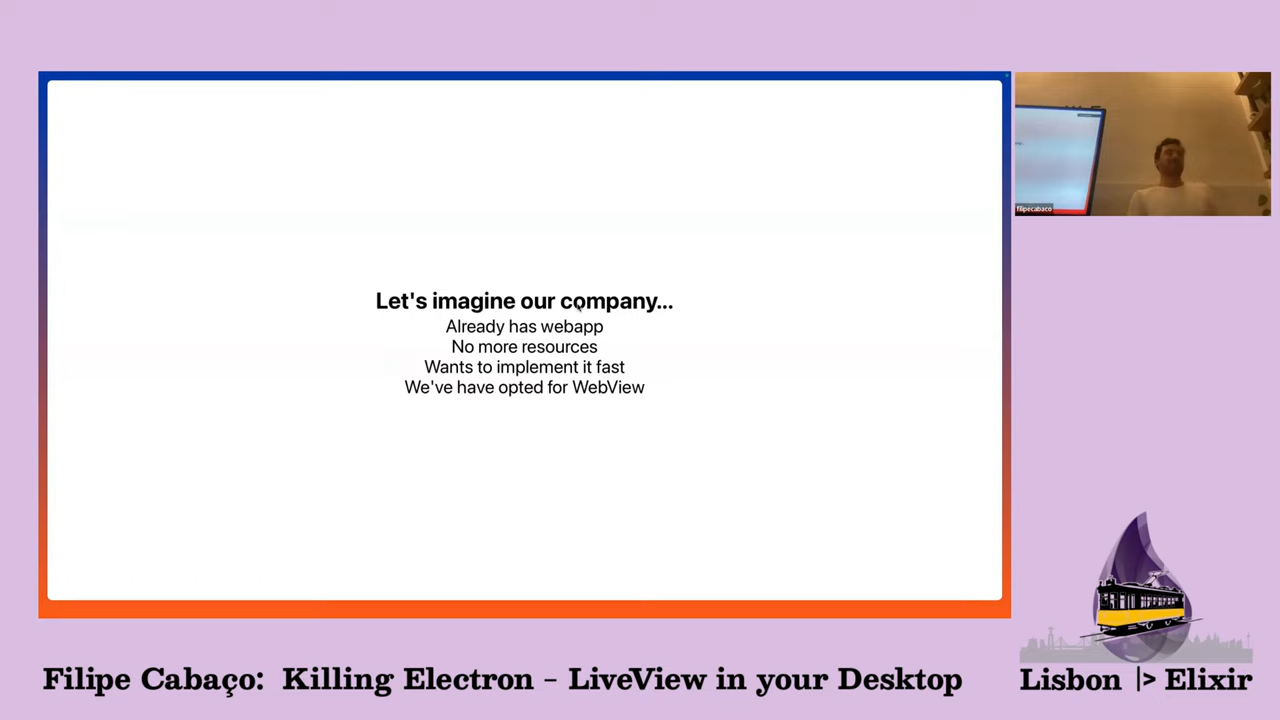 Let's imagine our company...
Already has webapp
No more resources
Wants to implement it fast
We've have opted for WebView
filipecabaco
Filipe Cabaço: Killing Electron - LiveView in your Desktop
Lisbon |> Elixir